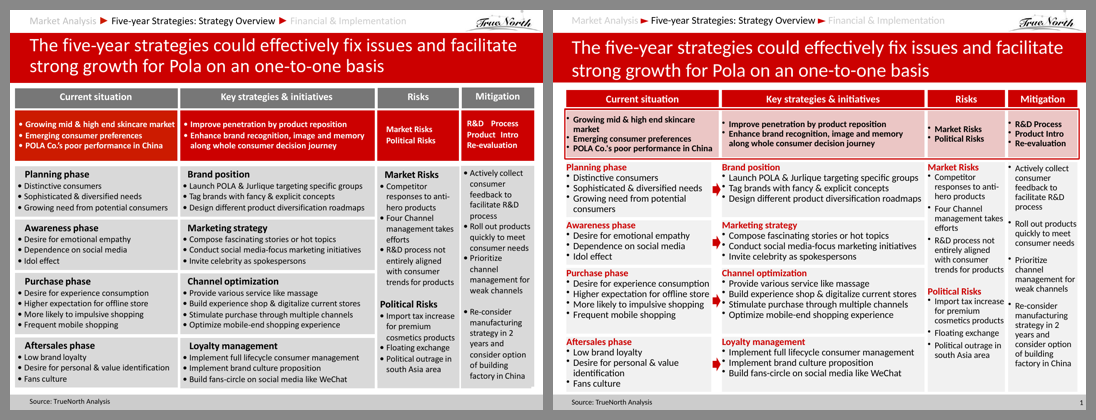 Market Analysis ► Five-year Strategies: Strategy Overview ► Financial & Implementation
TrueNorth
The five-year strategies could effectively fix issues and facilitate
strong growth for Pola on an one-to-one basis
Current situation
• Growing mid & high end skincare market
• Emerging consumer preferences
• POLA Co.'s poor performance in China
Planning phase
• Distinctive consumers
• Sophisticated & diversified needs
• Growing need from potential consumers
Awareness phase
• Desire for emotional empathy
• Dependence on social media
• Idol effect
Purchase phase
• Desire for experience consumption
• Higher expectation for offline store
• More likely to impulsive shopping
• Frequent mobile shopping
Aftersales phase
• Low brand loyalty
• Desire for personal & value identification
• Fans culture
Key strategies & initiatives
• Improve penetration by product reposition
• Enhance brand recognition, image and memory
along whole consumer decision journey
Brand position
• Launch POLA & Jurlique targeting specific groups
• Tag brands with fancy & explicit concepts
• Design different product diversification roadmaps
Marketing strategy
• Compose fascinating stories or hot topics
• Conduct social media-focus marketing initiatives
• Invite celebrity as spokespersons
Channel optimization
• Provide various service like massage
• Build experience shop & digitalize current stores
• Stimulate purchase through multiple channels
• Optimize mobile-end shopping experience
Loyalty management
• Implement full lifecycle consumer management
• Implement brand culture proposition
• Build fans-circle on social media like WeChat
Risks
Market Risks
Political Risks
Market Risks
• Competitor
responses to anti-
hero products
• Four Channel
management takes
efforts
• R&D process not
entirely aligned
with consumer
trends for products
Political Risks
• Import tax increase
for premium
cosmetics products
• Floating exchange
• Political outrage in
south Asia area
Mitigation
R&D Process
Product Intro
Re-evaluation
• Actively collect
consumer
feedback to
facilitate R&D
process
• Roll out products
quickly to meet
consumer needs
• Prioritize
channel
management for
weak channels
• Re-consider
manufacturing
strategy in 2
years and
consider option
of building
factory in China
Source: TrueNorth Analysis
Market Analysis ► Five-year Strategies: Strategy Overview ► Financial & Implementation
TrueNorth
The five-year strategies could effectively fix issues and facilitate
strong growth for Pola on an one-to-one basis
Current situation
• Growing mid & high end skincare
market
• Emerging consumer preferences
• POLA Co.'s poor performance in China
Planning phase
• Distinctive consumers
• Sophisticated & diversified needs
• Growing need from potential
consumers
Awareness phase
• Desire for emotional empathy
• Dependence on social media
• Idol effect
Purchase phase
• Desire for experience consumption
• Higher expectation for offline store
• More likely to impulsive shopping
• Frequent mobile shopping
Aftersales phase
• Low brand loyalty
• Desire for personal & value
identification
• Fans culture
Key strategies & initiatives
• Improve penetration by product reposition
• Enhance brand recognition, image and memory
along whole consumer decision journey
Brand position
• Launch POLA & Jurlique targeting specific groups
• Tag brands with fancy & explicit concepts
• Design different product diversification roadmaps
Marketing strategy
• Compose fascinating stories or hot topics
• Conduct social media-focus marketing initiatives
• Invite celebrity as spokespersons
Channel optimization
• Provide various service like massage
• Build experience shop & digitalize current stores
• Stimulate purchase through multiple channels
• Optimize mobile-end shopping experience
Loyalty management
• Implement full lifecycle consumer management
• Implement brand culture proposition
• Build fans-circle on social media like WeChat
Risks
• Market Risks
• Political Risks
Market Risks
• Competitor
responses to anti-
hero products
• Four Channel
management takes
efforts
• R&D process not
entirely aligned
with consumer
trends for products
Political Risks
• Import tax increase
for premium
cosmetics products
• Floating exchange
• Political outrage in
south Asia area
Mitigation
• R&D Process
• Product Intro
• Re-evaluation
• Actively collect
consumer
feedback to
facilitate R&D
process
• Roll out products
quickly to meet
consumer needs
• Prioritize
channel
management for
weak channels
• Re-consider
manufacturing
strategy in 2
years and
consider option
of building
factory in China
Source: TrueNorth Analysis
1